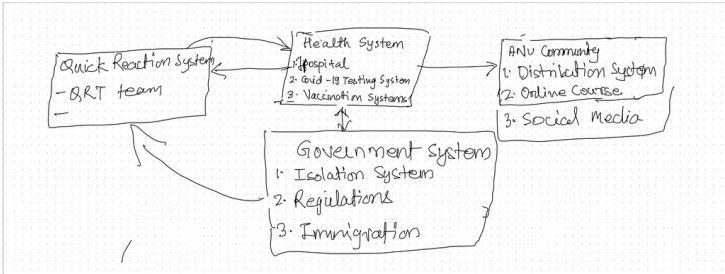 Quick Reaction System
- QRT team
-
Health System
1. Hospital
2. Covid-19 Testing System
3. Vaccination Systems
ANU Community
1. Distribution System
2. Online Course
3. Social Media
Government System
1. Isolation System
2. Regulations
3. Immigration